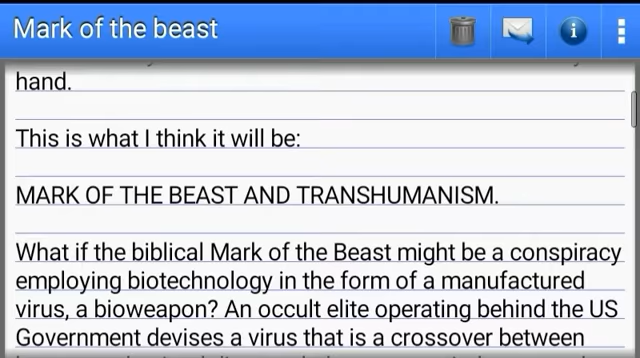 Mark of the beast
hand.
This is what I think it will be:
MARK OF THE BEAST AND TRANSHUMANISM.
What if the biblical Mark of the Beast might be a conspiracy
employing biotechnology in the form of a manufactured
virus, a bioweapon? An occult elite operating behind the US
Government devises a virus that is a crossover between